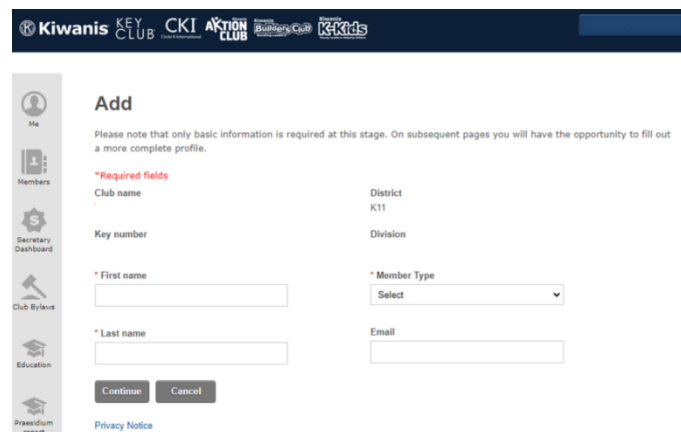 Kiwanis KEY CLUB CKI AKTION CLUB Builders Club K-Kids
Me
Members
Secretary
Dashboard
Club Bylaws
Education
Praesidium
report
Add
Please note that only basic information is required at this stage. On subsequent pages you will have the opportunity to fill out
a more complete profile.
*Required fields
Club name
District
K11
Key number
Division
* First name
* Member Type
Select
* Last name
Email
Continue
Cancel
Privacy Notice